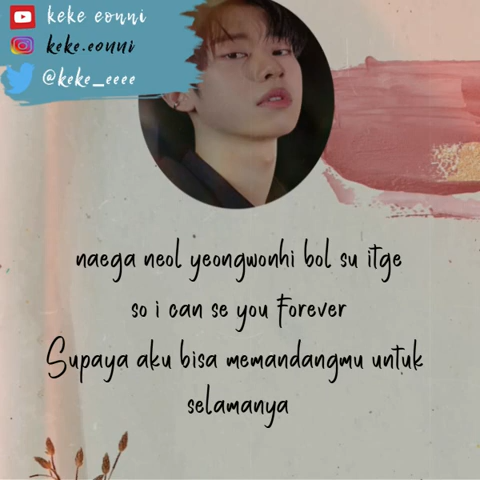 keke eonni
keke.eonni
@keke_eeee
naega neol yeongwonhi bol su itge
so i can se you Forever
Supaya aku bisa memandangmu untuk
selamanya